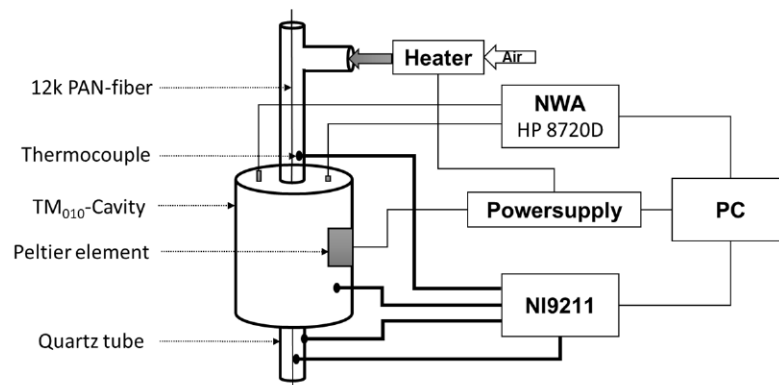 Heater
Air
12k PAN-fiber
NWA
HP 8720D
Thermocouple
TM₀₁₀-Cavity
Powersupply
PC
Peltier element
NI9211
Quartz tube